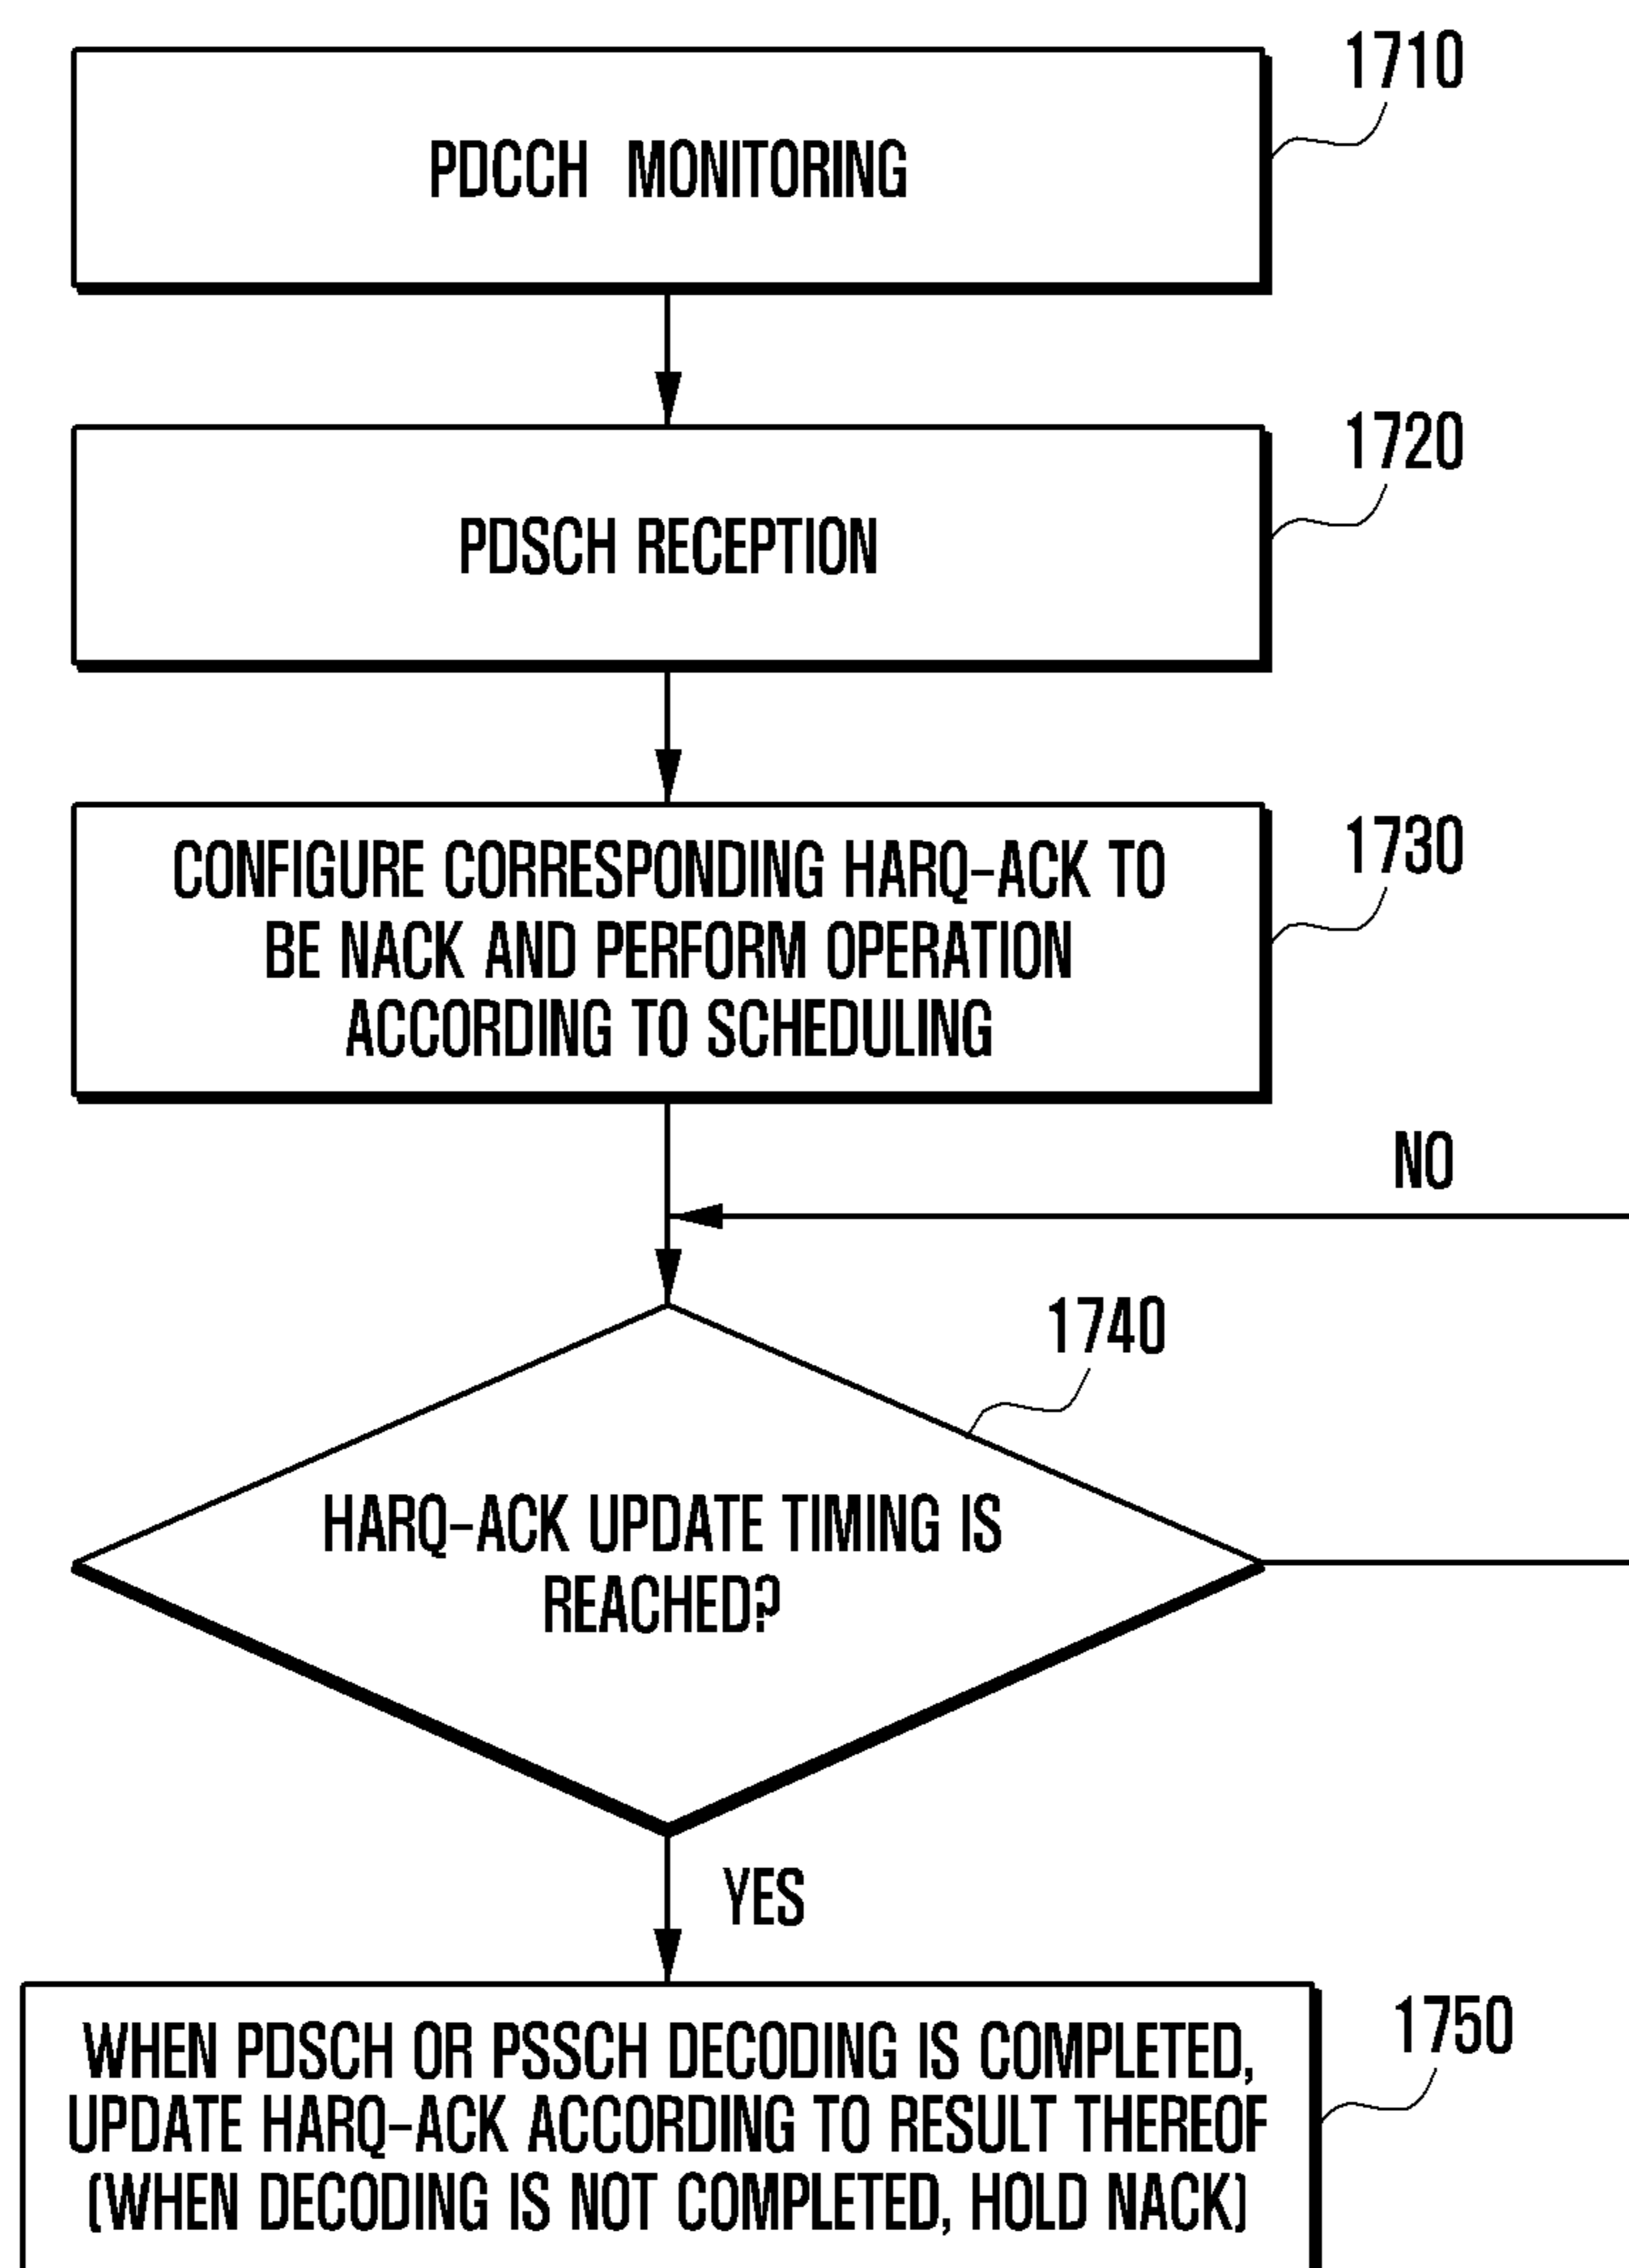 1710
PDCCH MONITORING
1720
PDSCH RECEPTION
1730
CONFIGURE CORRESPONDING HARQ-ACK TO
BE NACK AND PERFORM OPERATION
ACCORDING TO SCHEDULING
NO
1740
HARQ-ACK UPDATE TIMING IS
REACHED?
YES
1750
WHEN PDSCH OR PSSCH DECODING IS COMPLETED,
UPDATE HARQ-ACK ACCORDING TO RESULT THEREOF
(WHEN DECODING IS NOT COMPLETED, HOLD NACK)